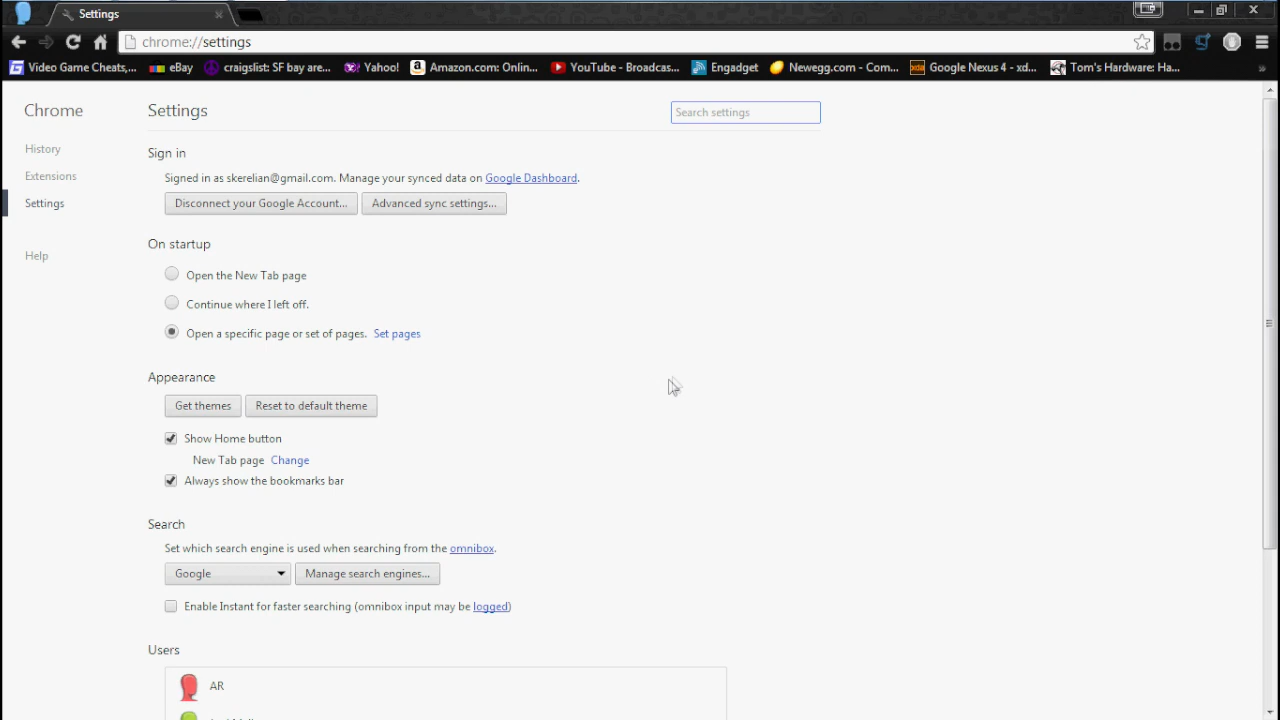 Settings
chrome://settings
Video Game Cheats,... eBay craigslist: SF bay are... Yahoo! Amazon.com: Onlin... YouTube - Broadcas... Engadget Newegg.com - Com... Google Nexus 4 - xd... Tom's Hardware: Ha... »
Chrome
History
Extensions
Settings
Help
Settings
Search settings
Sign in
Signed in as skerelian@gmail.com. Manage your synced data on Google Dashboard.
Disconnect your Google Account... Advanced sync settings...
On startup
Open the New Tab page
Continue where I left off.
Open a specific page or set of pages. Set pages
Appearance
Get themes Reset to default theme
Show Home button
New Tab page Change
Always show the bookmarks bar
Search
Set which search engine is used when searching from the omnibox.
Google Manage search engines...
Enable Instant for faster searching (omnibox input may be logged)
Users
AR